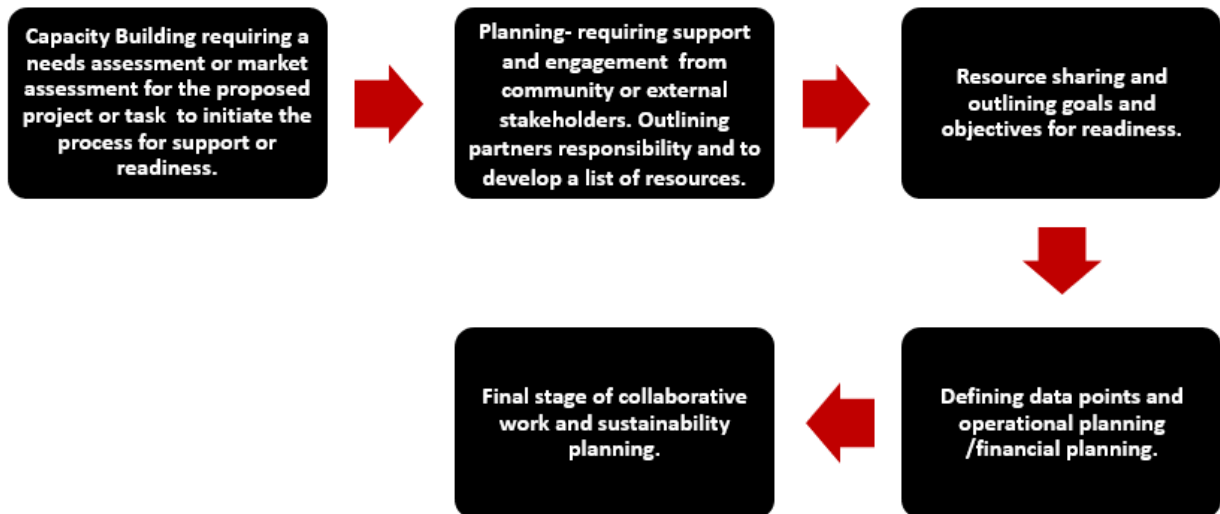 Capacity Building requiring a
needs assessment or market
assessment for the proposed
project or task to initiate the
process for support or
readiness.
Planning- requiring support
and engagement from
community or external
stakeholders. Outlining
partners responsibility and to
develop a list of resources.
Resource sharing and
outlining goals and
objectives for readiness.
Defining data points and
operational planning
/financial planning.
Final stage of collaborative
work and sustainability
planning.